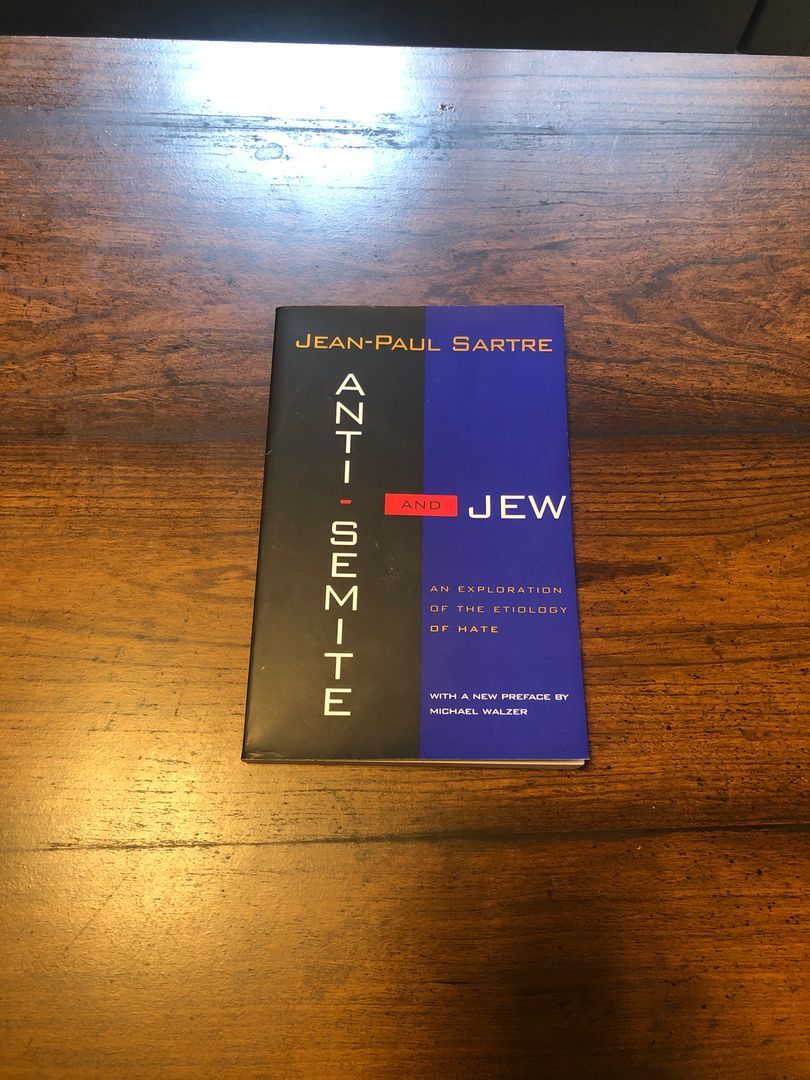 JEAN-PAUL SARTRE
ANTI-SEMITE
AND
JEW
AN EXPLORATION
OF THE ETIOLOGY
OF HATE
WITH A NEW PREFACE BY
MICHAEL WALZER